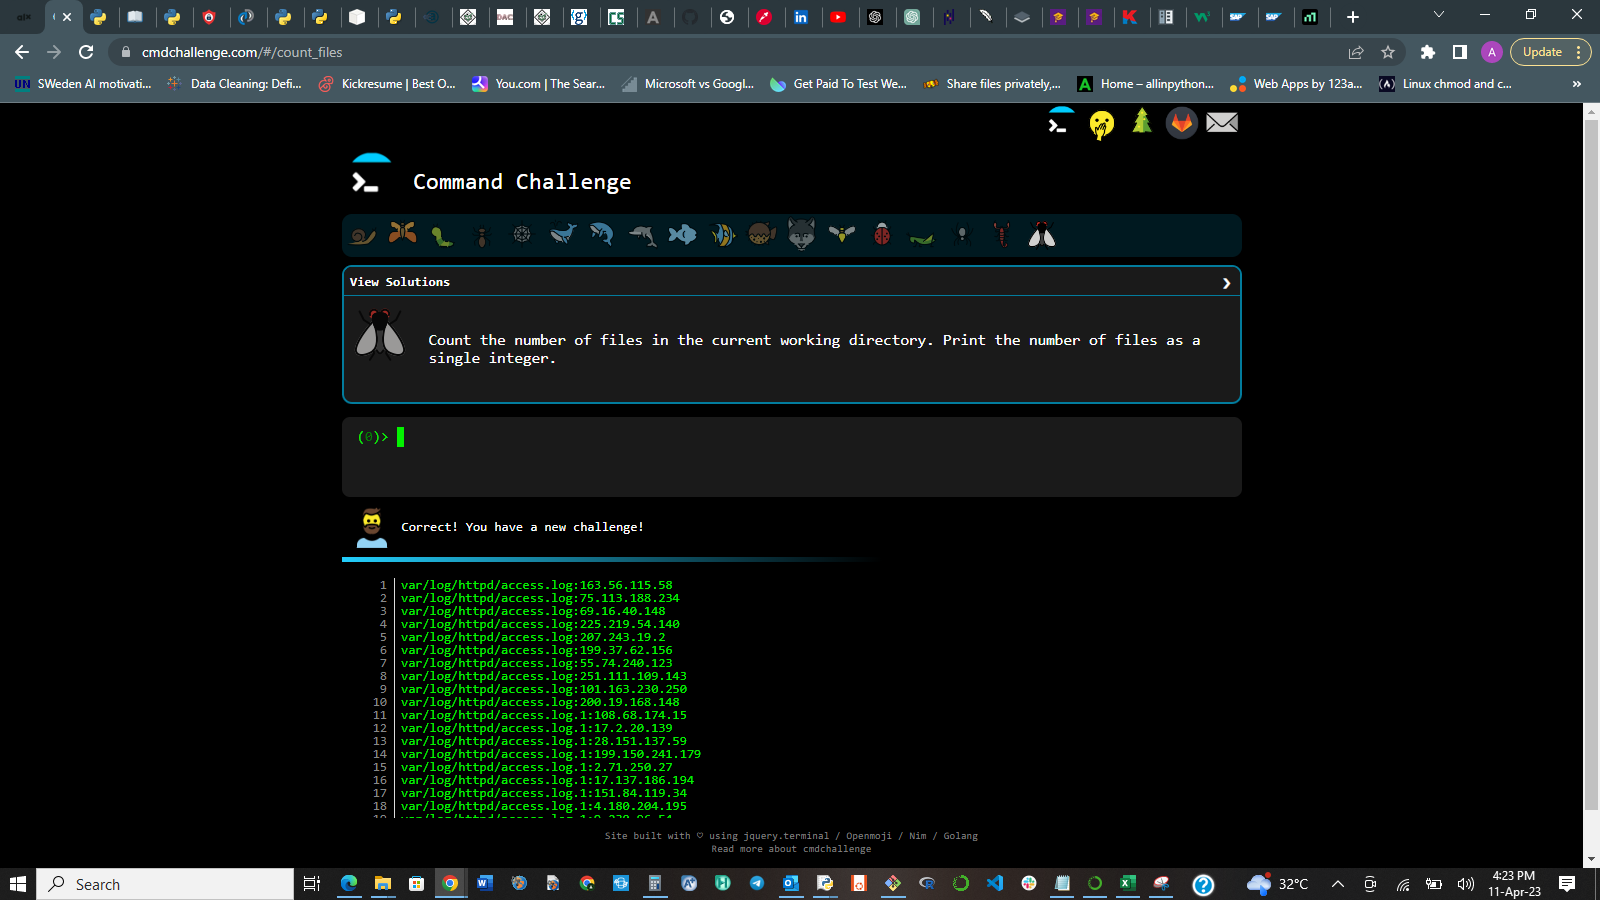 cmdchallenge.com/#/count_files
A
Update
SWeden AI motivati...
Data Cleaning: Defi...
Kickresume | Best O...
You.com | The Sear...
Microsoft vs Googl...
Get Paid To Test We...
Share files privately,...
Home – allinpython...
Web Apps by 123a...
Linux chmod and c...
»
Command Challenge
View Solutions
Count the number of files in the current working directory. Print the number of files as a
single integer.
(0)>
Correct! You have a new challenge!
1 var/log/httpd/access.log:163.56.115.58
2 var/log/httpd/access.log:75.113.188.234
3 var/log/httpd/access.log:69.16.40.148
4 var/log/httpd/access.log:225.219.54.140
5 var/log/httpd/access.log:207.243.19.2
6 var/log/httpd/access.log:199.37.62.156
7 var/log/httpd/access.log:55.74.240.123
8 var/log/httpd/access.log:251.111.109.143
9 var/log/httpd/access.log:101.163.230.250
10 var/log/httpd/access.log:200.19.168.148
11 var/log/httpd/access.log.1:108.68.174.15
12 var/log/httpd/access.log.1:17.2.20.139
13 var/log/httpd/access.log.1:28.151.137.59
14 var/log/httpd/access.log.1:199.150.241.179
15 var/log/httpd/access.log.1:2.71.250.27
16 var/log/httpd/access.log.1:17.137.186.194
17 var/log/httpd/access.log.1:151.84.119.34
18 var/log/httpd/access.log.1:4.180.204.195
Site built with ♡ using jquery.terminal / Openmoji / Nim / Golang
Read more about cmdchallenge
Search
32°C
4:23 PM
11-Apr-23